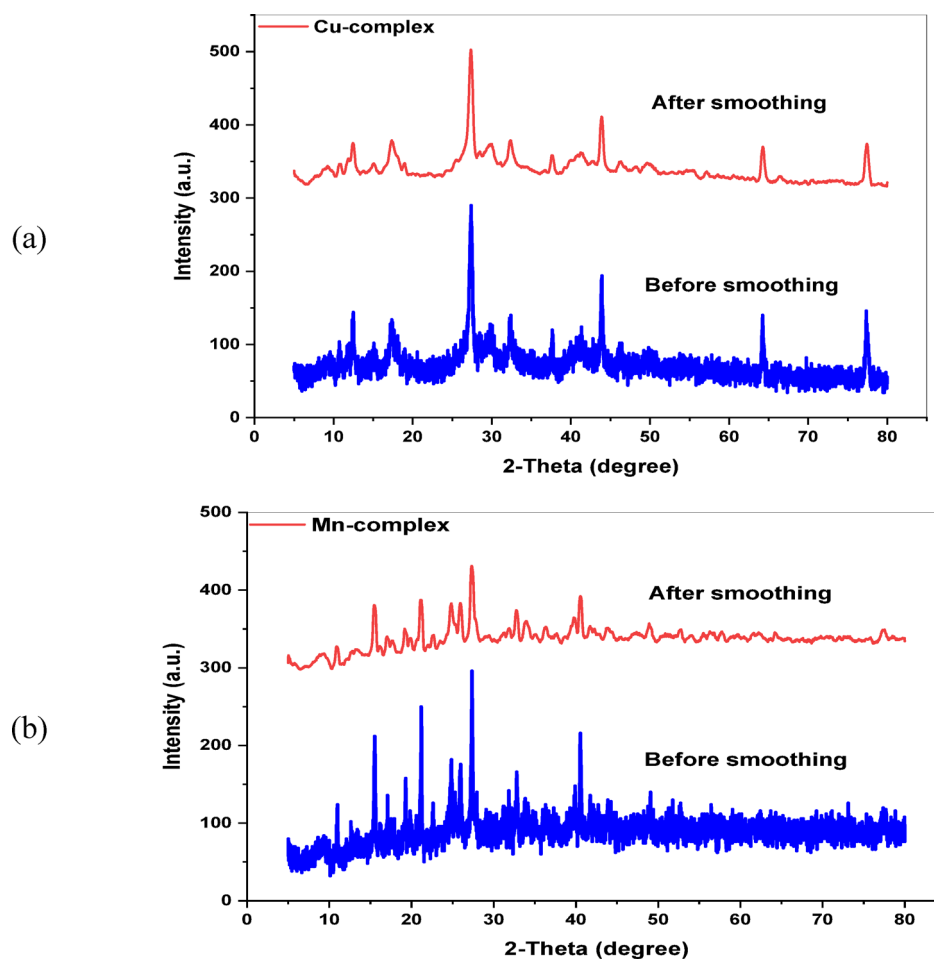 (a)
Cu-complex
After smoothing
Before smoothing
Intensity (a.u.)
500
400
300
200
100
0
0 10 20 30 40 50 60 70 80
2-Theta (degree)
(b)
Mn-complex
After smoothing
Before smoothing
Intensity (a.u.)
500
400
300
200
100
0
0 10 20 30 40 50 60 70 80
2-Theta (degree)